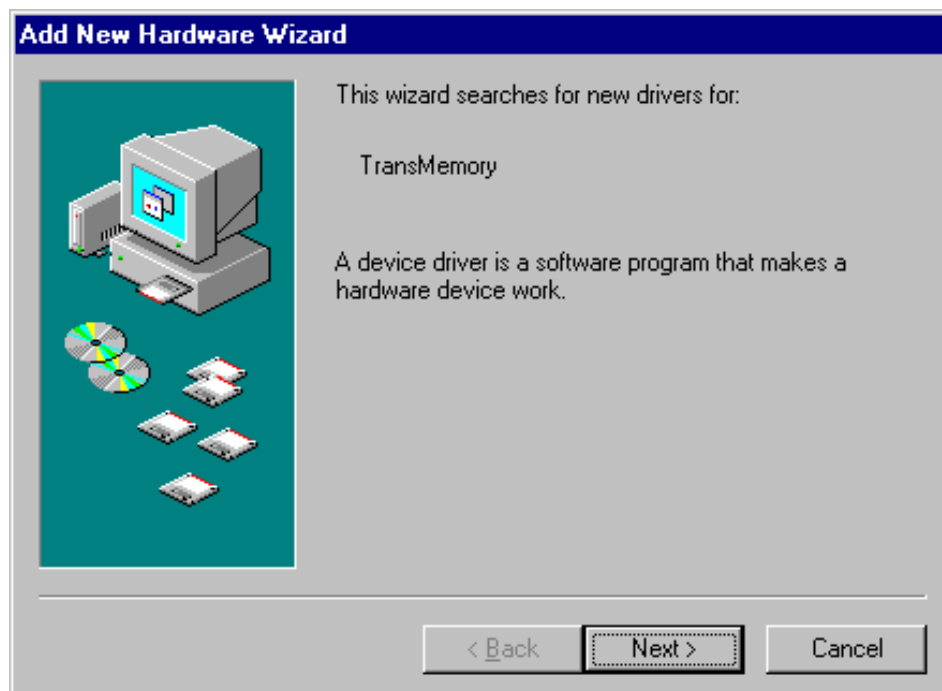 Add New Hardware Wizard
This wizard searches for new drivers for:
TransMemory
A device driver is a software program that makes a
hardware device work.
< Back
Next >
Cancel